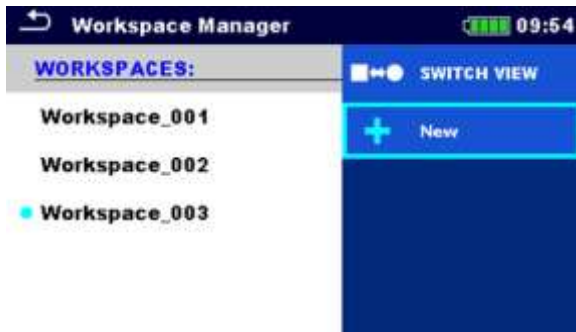 Workspace Manager
09:54
WORKSPACES:
Workspace_001
Workspace_002
Workspace_003
SWITCH VIEW
New